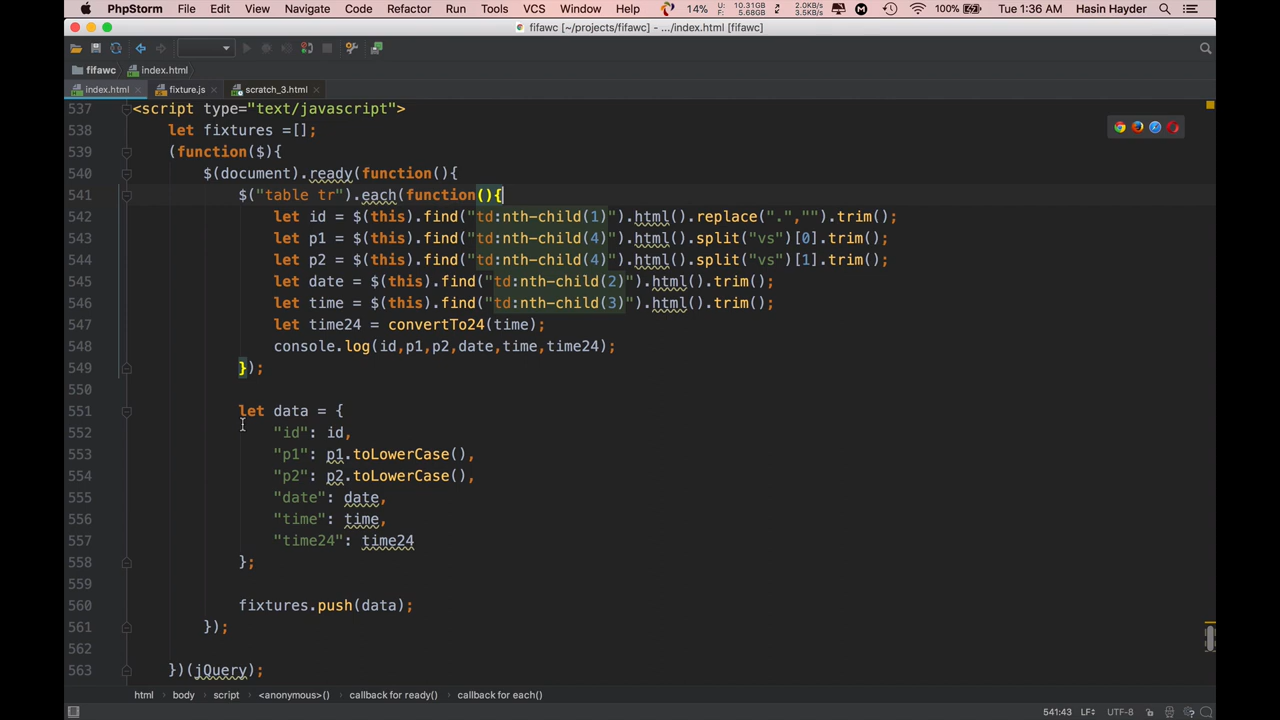 PhpStorm File Edit View Navigate Code Refactor Run Tools VCS Window Help 14% U: 10.31GB F: 5.68GB 2.0KB/s 3.5KB/s 100% Tue 1:36 AM Hasin Hayder
fifawc [~/projects/fifawc] - .../index.html [fifawc]
fifawc index.html
index.html fixture.js scratch_3.html
537 <script type="text/javascript">
538 let fixtures =[];
539 (function($){
540 $(document).ready(function(){
541 $("table tr").each(function(){
542 let id = $(this).find("td:nth-child(1)").html().replace(".","").trim();
543 let p1 = $(this).find("td:nth-child(4)").html().split("vs")[0].trim();
544 let p2 = $(this).find("td:nth-child(4)").html().split("vs")[1].trim();
545 let date = $(this).find("td:nth-child(2)").html().trim();
546 let time = $(this).find("td:nth-child(3)").html().trim();
547 let time24 = convertTo24(time);
548 console.log(id,p1,p2,date,time,time24);
549 });
550
551 let data = {
552 "id": id,
553 "p1": p1.toLowerCase(),
554 "p2": p2.toLowerCase(),
555 "date": date,
556 "time": time,
557 "time24": time24
558 };
559
560 fixtures.push(data);
561 });
562
563 })(jQuery);
html body script <anonymous>() callback for ready() callback for each()
541:43 LF÷ UTF-8